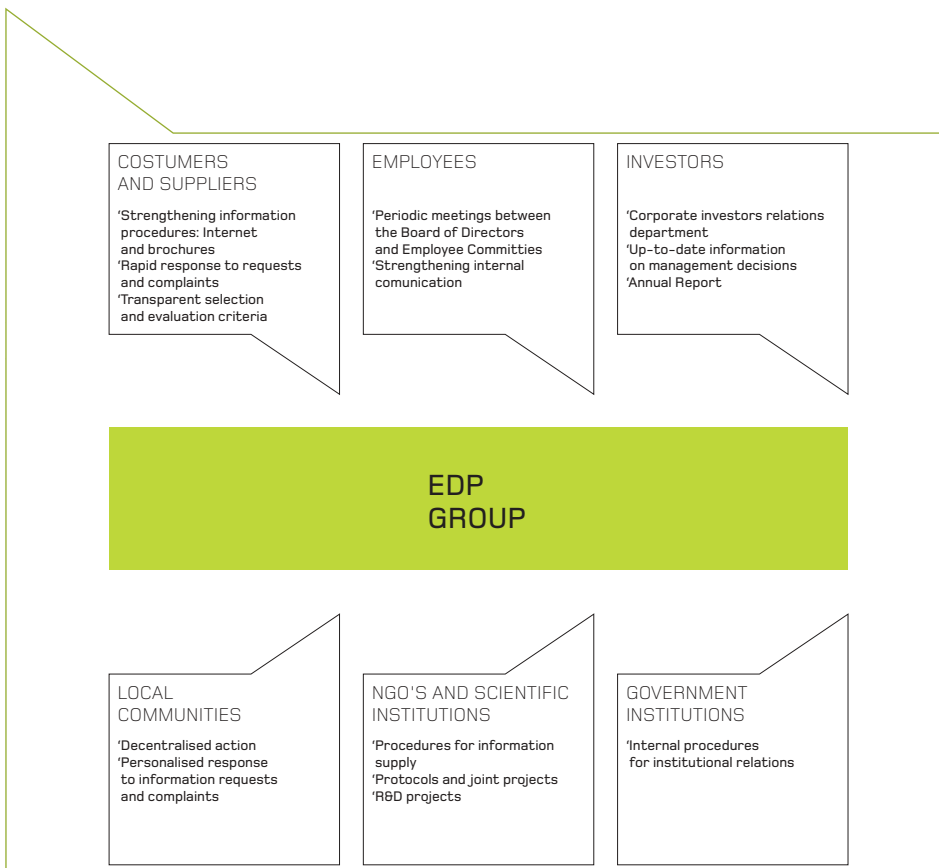 COSTUMERS
AND SUPPLIERS
'Strengthening information
procedures: Internet
and brochures
'Rapid response to requests
and complaints
'Transparent selection
and evaluation criteria
EMPLOYEES
'Periodic meetings between
the Board of Directors
and Employee Committies
'Strengthening internal
comunication
INVESTORS
'Corporate investors relations
department
'Up-to-date information
on management decisions
'Annual Report
EDP
GROUP
LOCAL
COMMUNITIES
'Decentralised action
'Personalised response
to information requests
and complaints
NGO'S AND SCIENTIFIC
INSTITUTIONS
'Procedures for information
supply
'Protocols and joint projects
'R&D projects
GOVERNMENT
INSTITUTIONS
'Internal procedures
for institutional relations